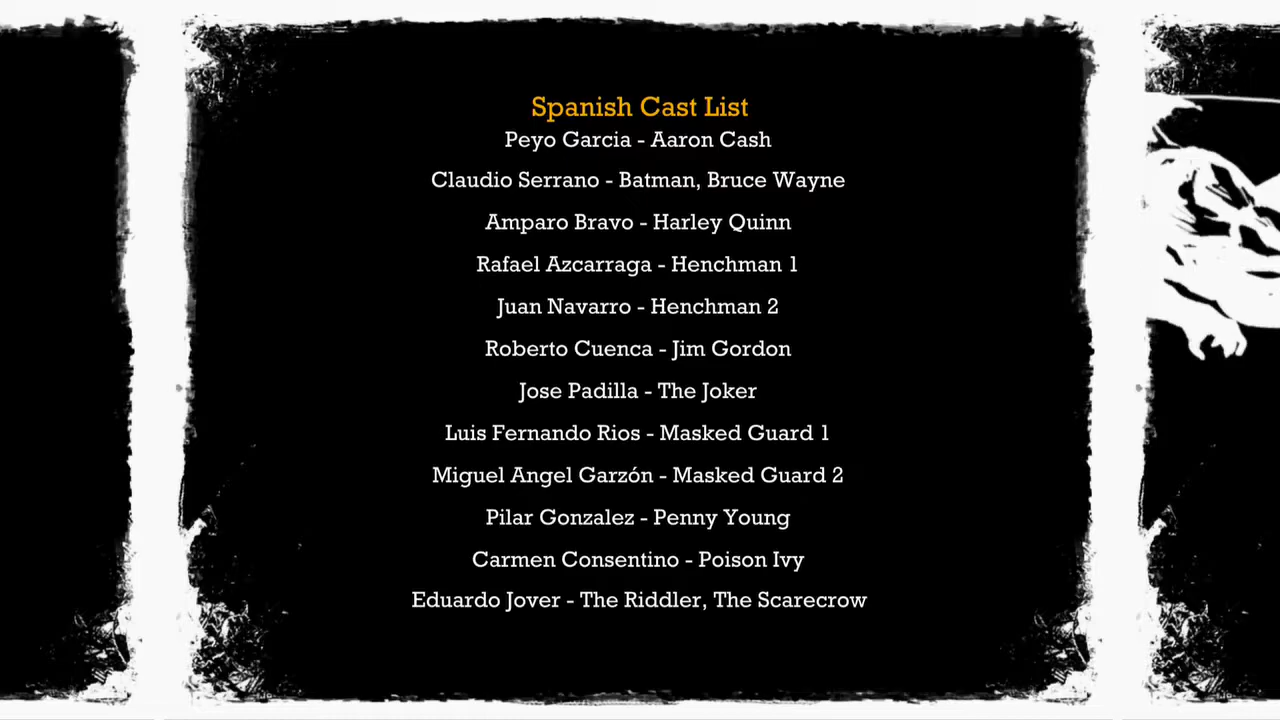 Spanish Cast List
Peyo Garcia - Aaron Cash
Claudio Serrano - Batman, Bruce Wayne
Amparo Bravo - Harley Quinn
Rafael Azcarraga - Henchman 1
Juan Navarro - Henchman 2
Roberto Cuenca - Jim Gordon
Jose Padilla - The Joker
Luis Fernando Rios - Masked Guard 1
Miguel Angel Garzón - Masked Guard 2
Pilar Gonzalez - Penny Young
Carmen Consentino - Poison Ivy
Eduardo Jover - The Riddler, The Scarecrow